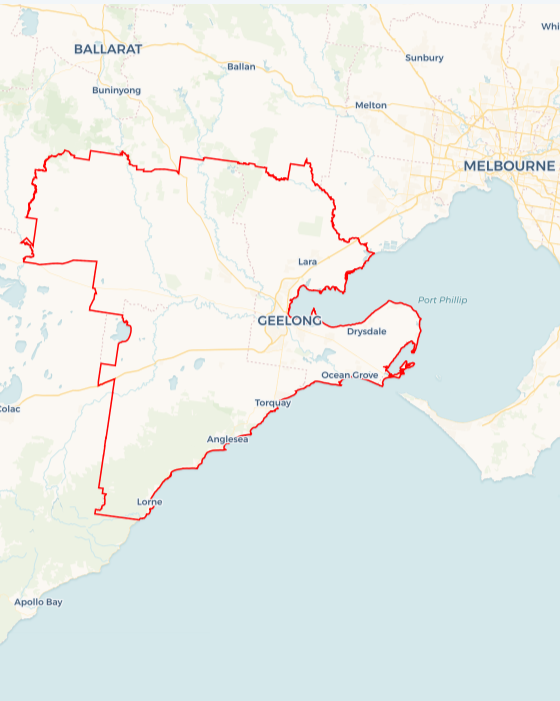 Whi
BALLARAT
Sunbury
Ballan
Buninyong
Melton
MELBOURNE
Lara
Port Phillip
GEELONG
Drysdale
Ocean Grove
Torquay
Colac
Anglesea
Lorne
Apollo Bay